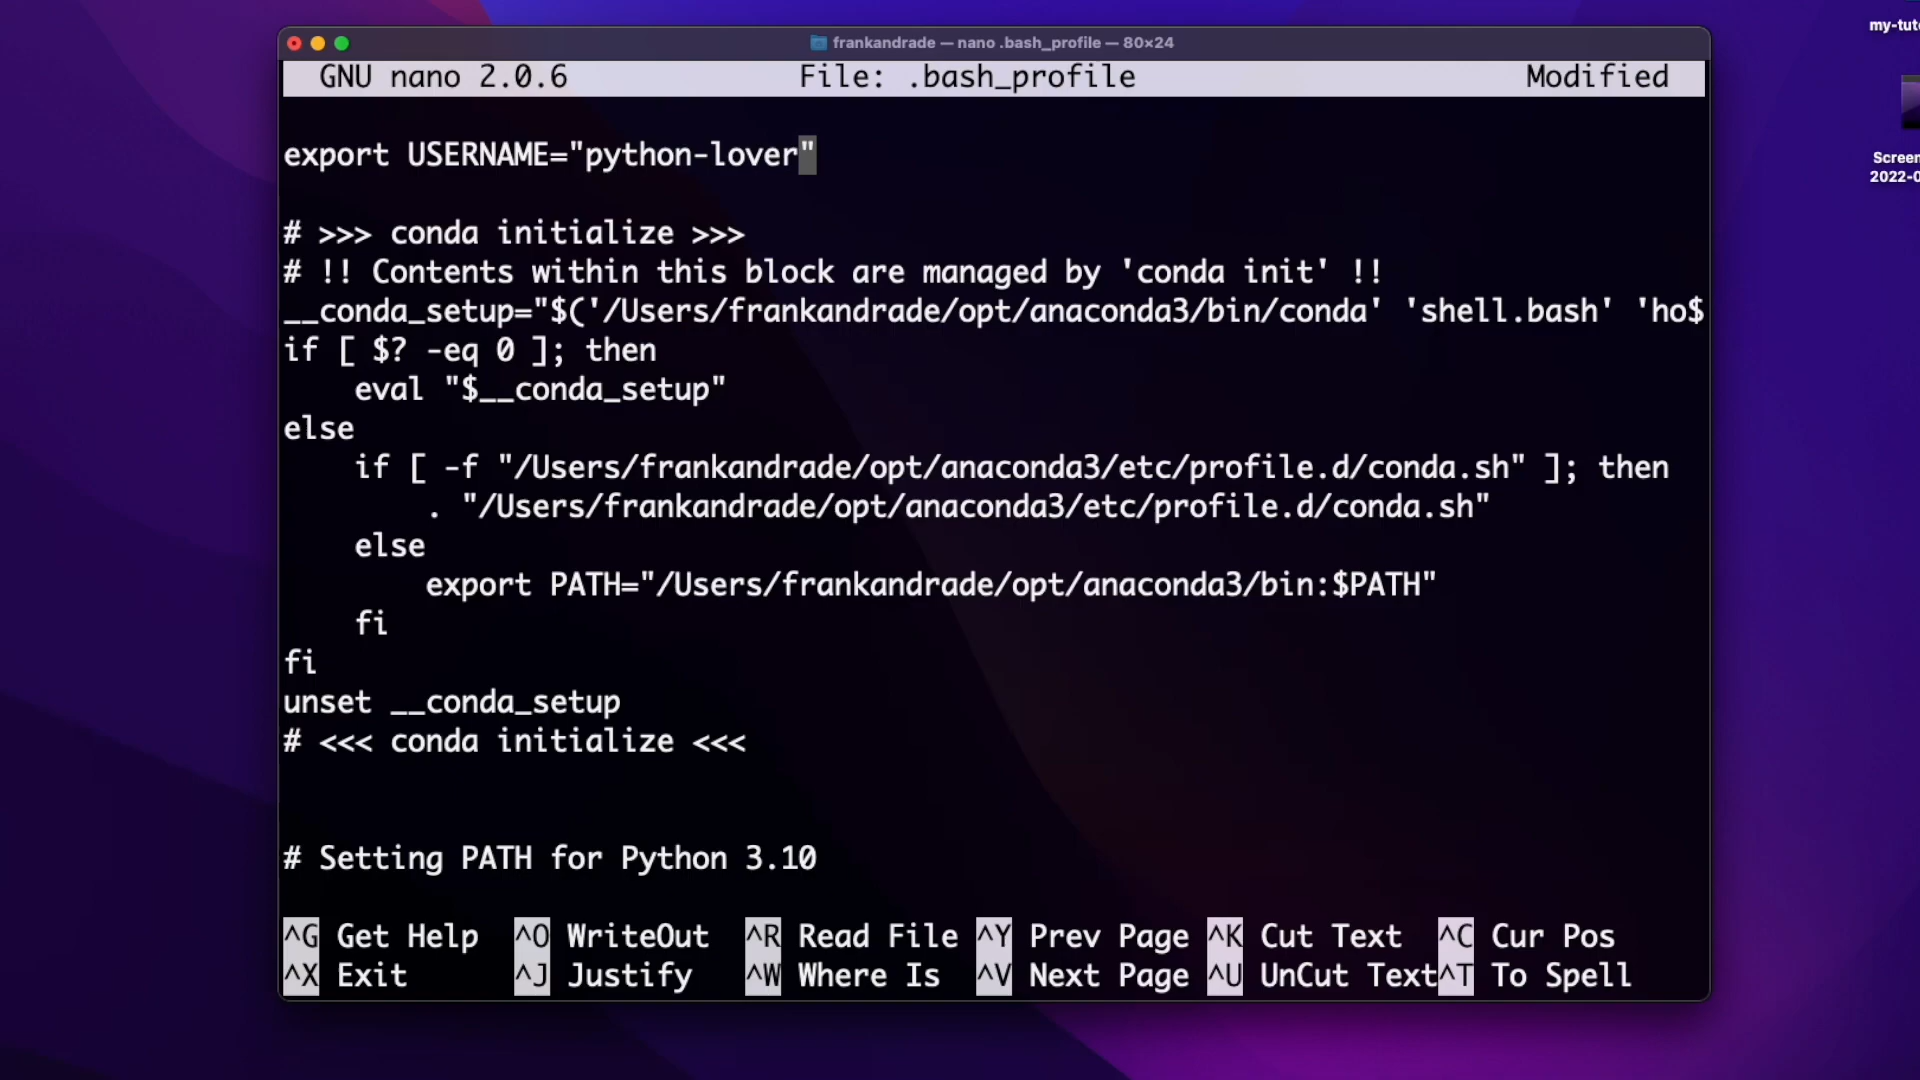 frankandrade — nano .bash_profile — 80×24
GNU nano 2.0.6 File: .bash_profile Modified
export USERNAME="python-lover"
# >>> conda initialize >>>
# !! Contents within this block are managed by 'conda init' !!
__conda_setup="$('/Users/frankandrade/opt/anaconda3/bin/conda' 'shell.bash' 'ho$
if [ $? -eq 0 ]; then
    eval "$__conda_setup"
else
    if [ -f "/Users/frankandrade/opt/anaconda3/etc/profile.d/conda.sh" ]; then
        . "/Users/frankandrade/opt/anaconda3/etc/profile.d/conda.sh"
    else
        export PATH="/Users/frankandrade/opt/anaconda3/bin:$PATH"
    fi
fi
unset __conda_setup
# <<< conda initialize <<<
# Setting PATH for Python 3.10
^G Get Help ^O WriteOut ^R Read File ^Y Prev Page ^K Cut Text ^C Cur Pos
^X Exit ^J Justify ^W Where Is ^V Next Page ^U UnCut Text ^T To Spell
my-tut
Screen
2022-0